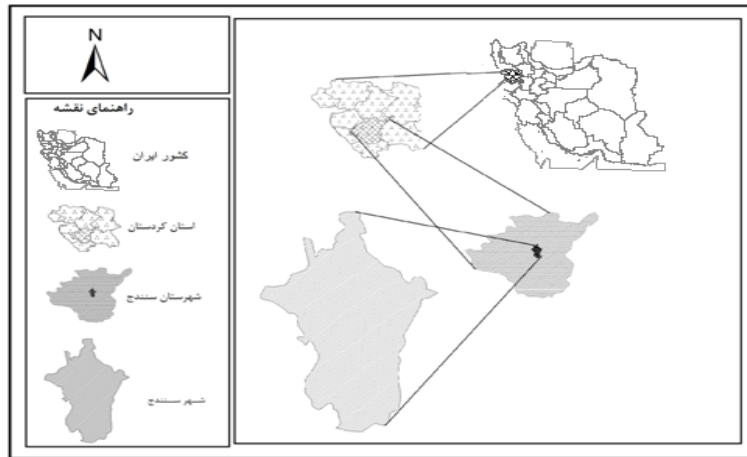 N
راهنمای نقشه
کشور ایران
استان کردستان
شهرستان سنندج
شهر سنندج